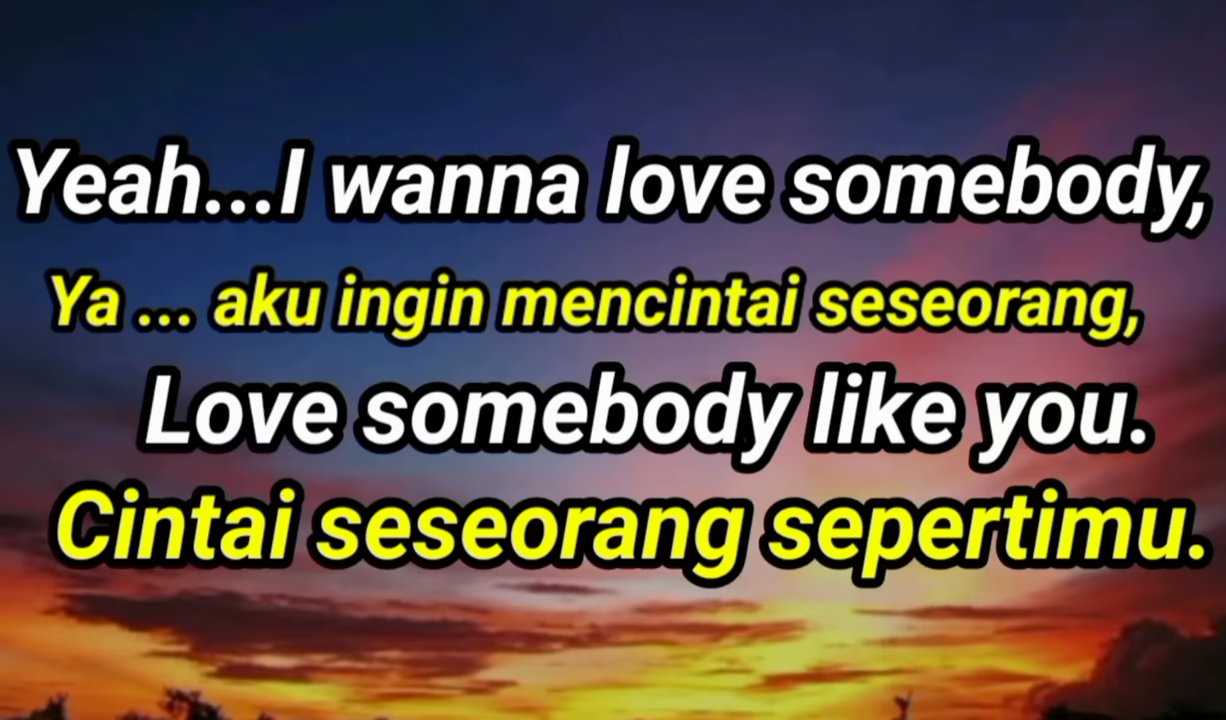 Yeah...I wanna love somebody,
Ya ... aku ingin mencintai seseorang,
Love somebody like you.
Cintai seseorang sepertimu.